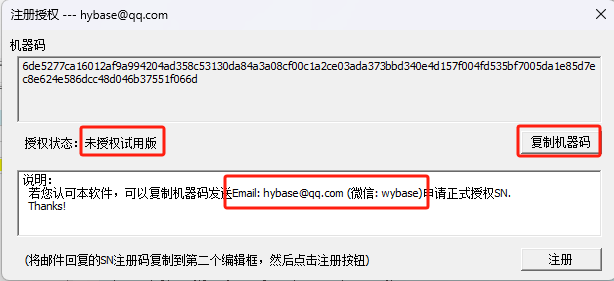 注册授权 --- hybase@qq.com
机器码
6de5277ca16012af9a994204ad358c53130da84a3a08cf00c1a2ce03ada373bbd340e4d157f004fd535bf7005da1e85d7e
c8e624e586dcc48d046b37551f066d
授权状态: 未授权试用版 复制机器码
说明:
若您认可本软件，可以复制机器码发送Email: hybase@qq.com (微信: wybase)申请正式授权SN.
Thanks!
(将邮件回复的SN注册码复制到第二个编辑框，然后点击注册按钮) 注册